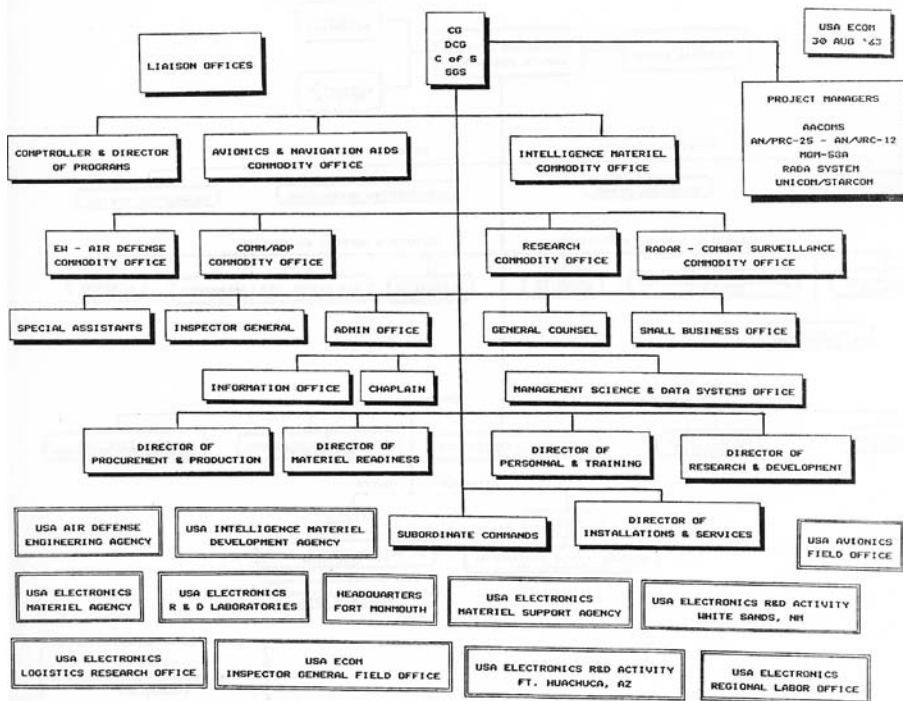 CG
DCG
C of S
SGS
USA ECOM
30 AUG '63
LIAISON OFFICES
PROJECT MANAGERS
AACOMS
AN/PRC-25 - AN/VRC-12
MGM-53A
RADA SYSTEM
UNICOM/STARCOM
COMPTROLLER & DIRECTOR
OF PROGRAMS
AVIONICS & NAVIGATION AIDS
COMMODITY OFFICE
INTELLIGENCE MATERIEL
COMMODITY OFFICE
EW - AIR DEFENSE
COMMODITY OFFICE
COMM/ADP
COMMODITY OFFICE
RESEARCH
COMMODITY OFFICE
RADAR - COMBAT SURVEILLANCE
COMMODITY OFFICE
SPECIAL ASSISTANTS
INSPECTOR GENERAL
ADMIN OFFICE
GENERAL COUNSEL
SMALL BUSINESS OFFICE
INFORMATION OFFICE
CHAPLAIN
MANAGEMENT SCIENCE & DATA SYSTEMS OFFICE
DIRECTOR OF
PROCUREMENT & PRODUCTION
DIRECTOR OF
MATERIEL READINESS
DIRECTOR OF
PERSONNAL & TRAINING
DIRECTOR OF
RESEARCH & DEVELOPMENT
USA AIR DEFENSE
ENGINEERING AGENCY
USA INTELLIGENCE MATERIEL
DEVELOPMENT AGENCY
SUBORDINATE COMMANDS
DIRECTOR OF
INSTALLATIONS & SERVICES
USA AVIONICS
FIELD OFFICE
USA ELECTRONICS
MATERIEL AGENCY
USA ELECTRONICS
R & D LABORATORIES
HEADQUARTERS
FORT MONMOUTH
USA ELECTRONICS
MATERIEL SUPPORT AGENCY
USA ELECTRONICS R&D ACTIVITY
WHITE SANDS, NM
USA ELECTRONICS
LOGISTICS RESEARCH OFFICE
USA ECOM
INSPECTOR GENERAL FIELD OFFICE
USA ELECTRONICS R&D ACTIVITY
FT. HUACHUCA, AZ
USA ELECTRONICS
REGIONAL LABOR OFFICE